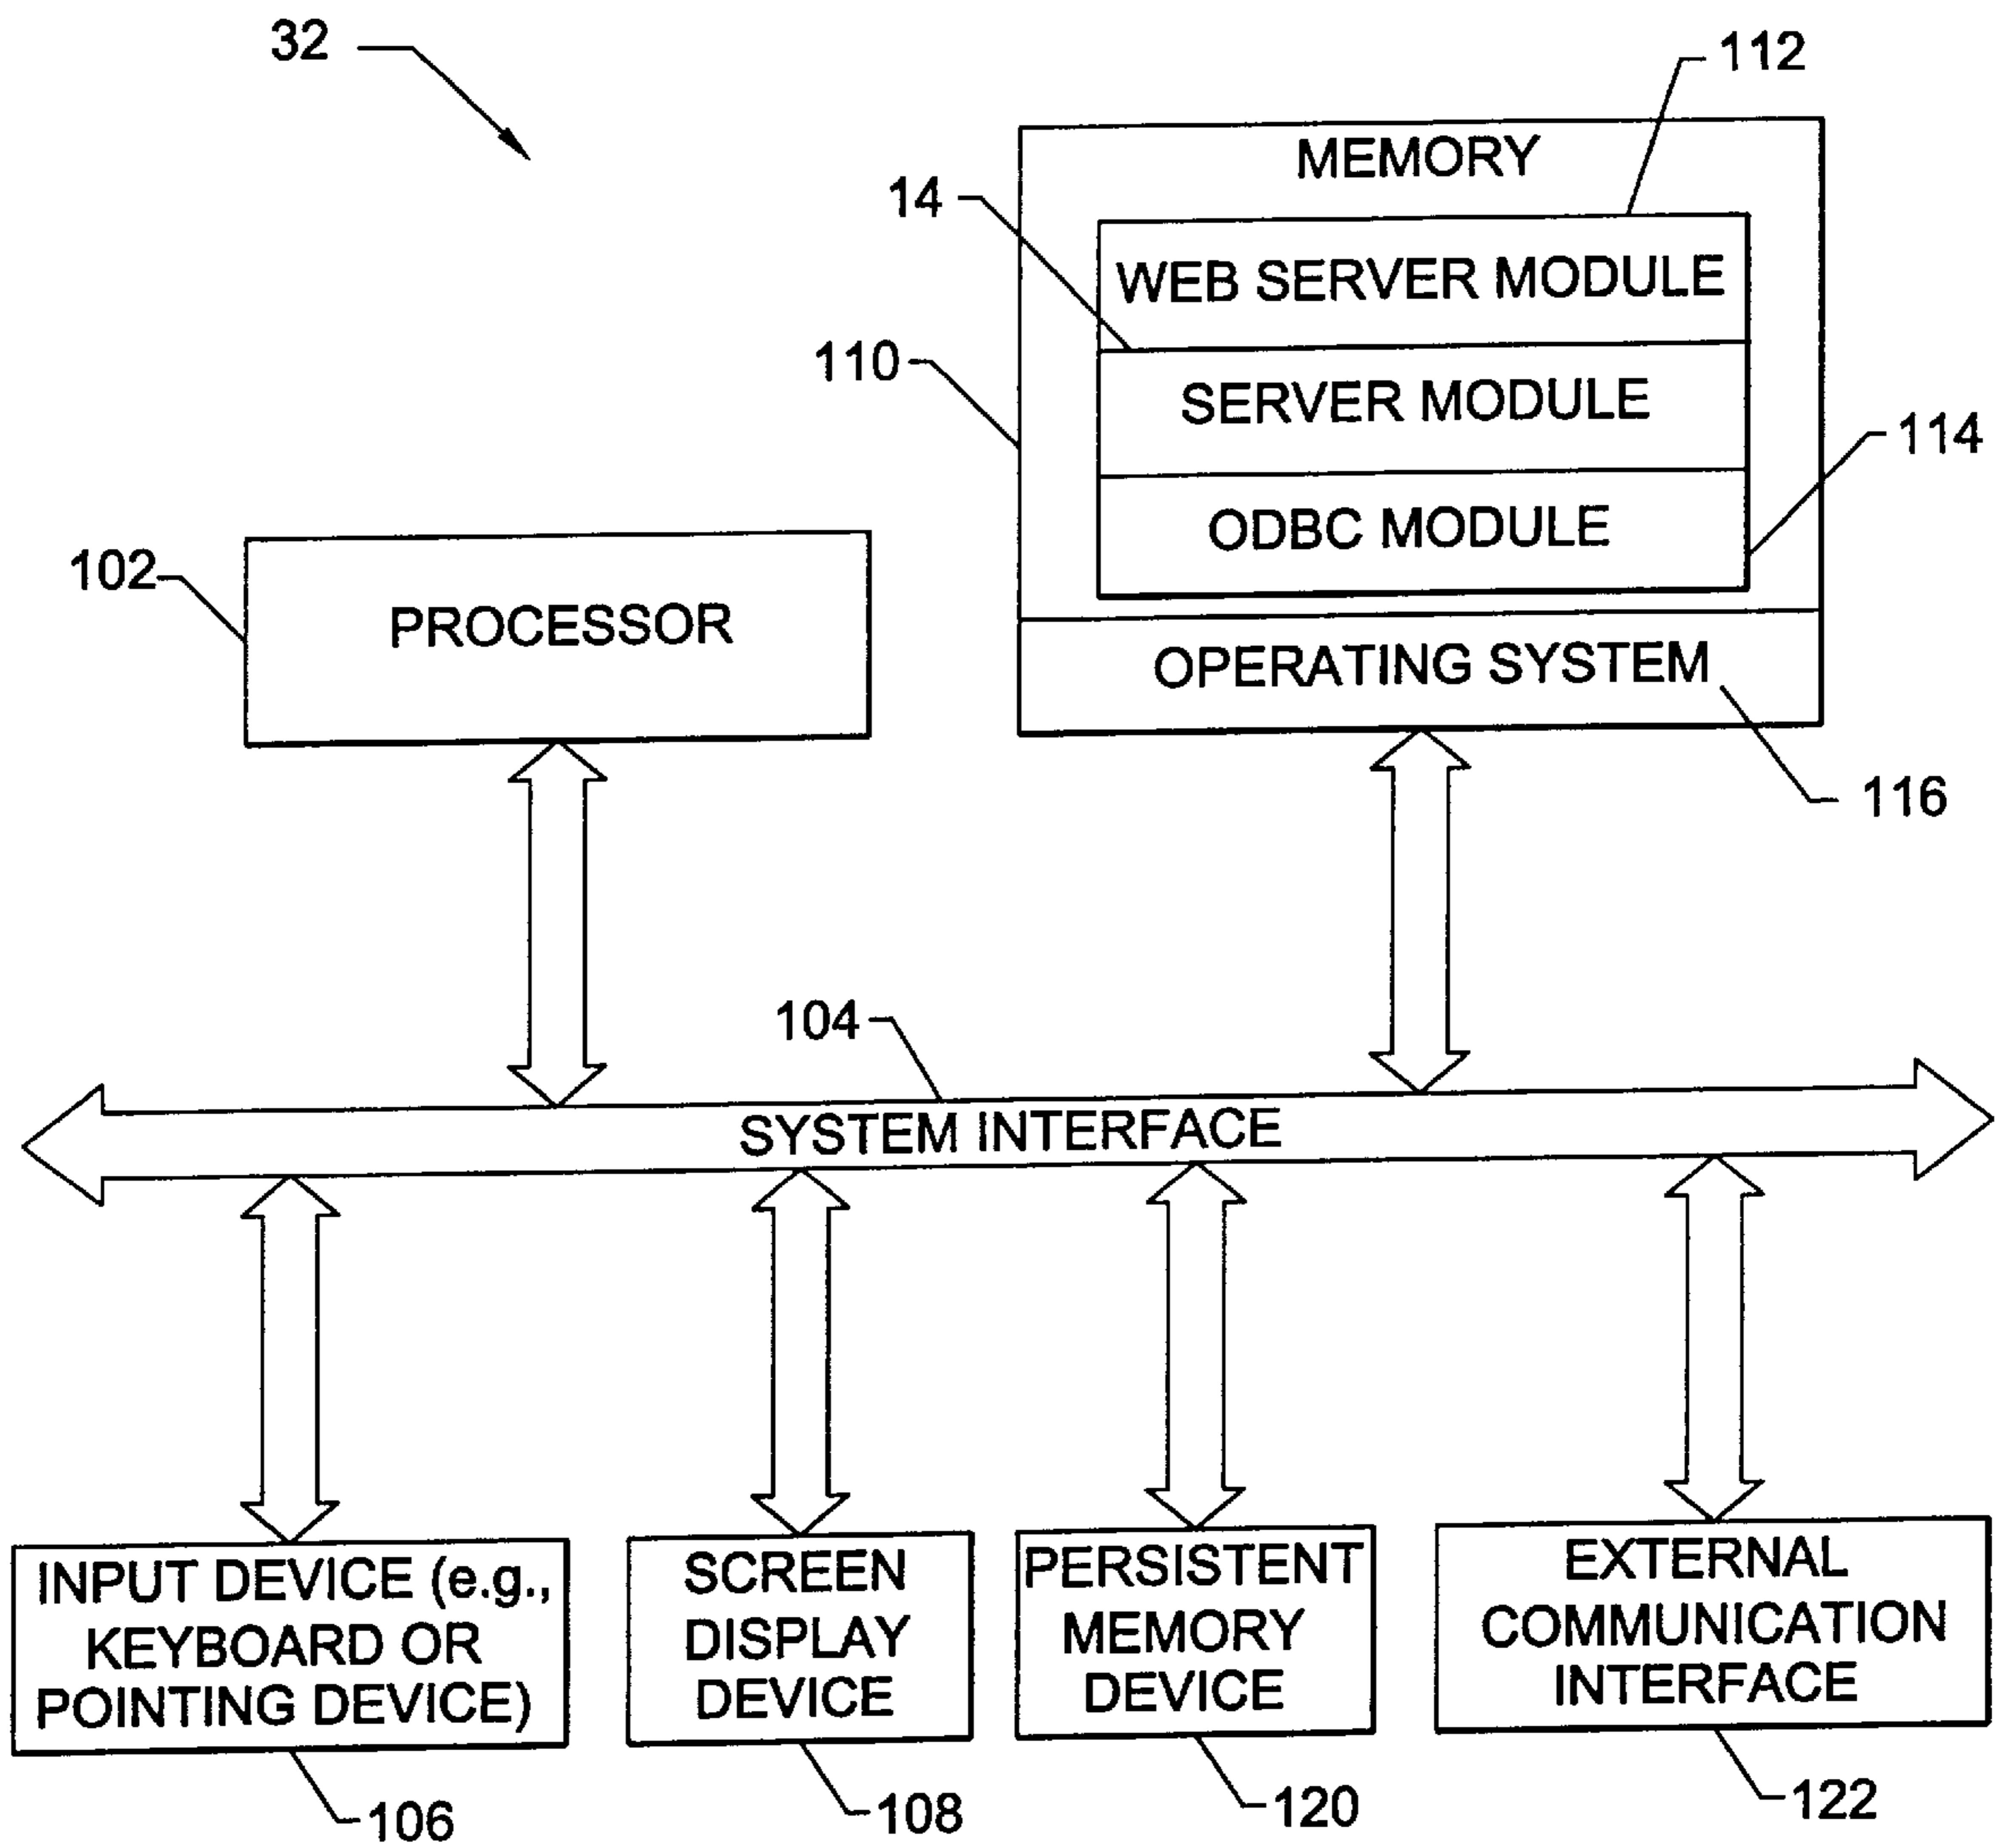 32
112
MEMORY
14
WEB SERVER MODULE
110
SERVER MODULE
114
ODBC MODULE
102
PROCESSOR
OPERATING SYSTEM
116
104
SYSTEM INTERFACE
INPUT DEVICE (e.g.,
KEYBOARD OR
POINTING DEVICE)
SCREEN
DISPLAY
DEVICE
PERSISTENT
MEMORY
DEVICE
EXTERNAL
COMMUNICATION
INTERFACE
106
108
120
122